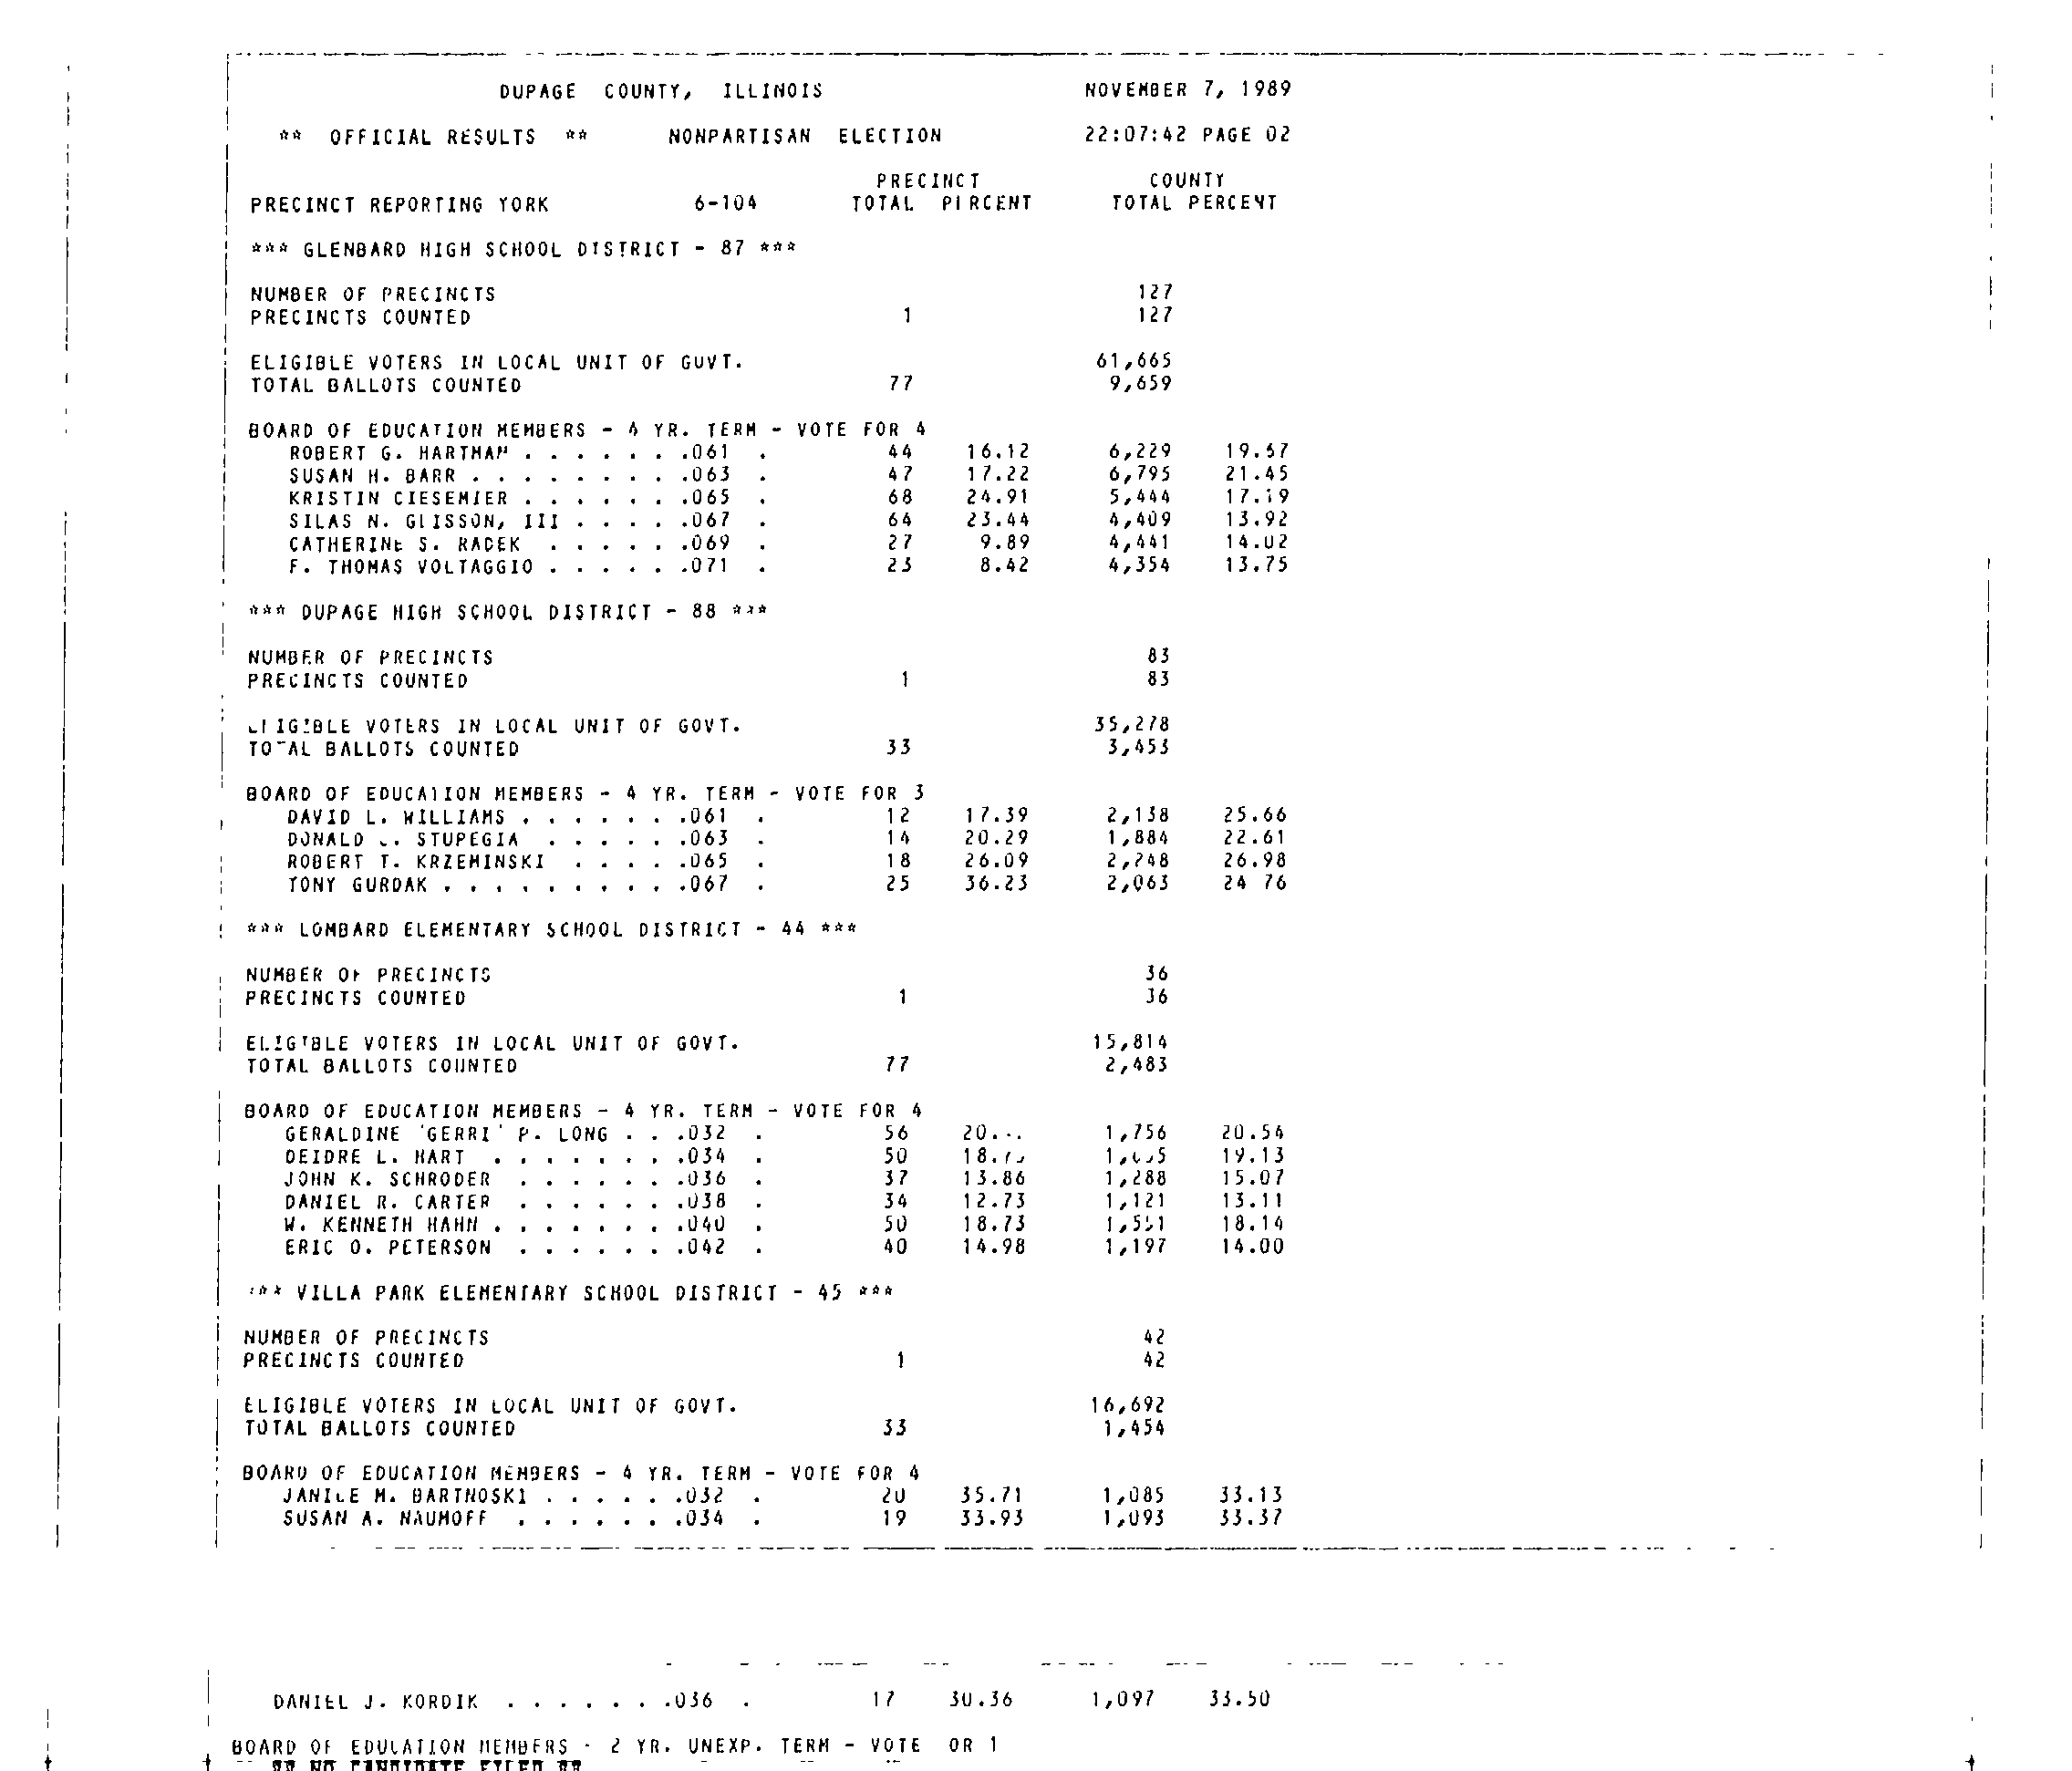 DUPAGE COUNTY, ILLINOIS NOVEMBER 7, 1989
** OFFICIAL RESULTS ** NONPARTISAN ELECTION 22:07:42 PAGE 02
PRECINCT COUNTY
PRECINCT REPORTING YORK 6-104 TOTAL PERCENT TOTAL PERCENT
*** GLENBARD HIGH SCHOOL DISTRICT - 87 ***
NUMBER OF PRECINCTS 127
PRECINCTS COUNTED 1 127
ELIGIBLE VOTERS IN LOCAL UNIT OF GOVT. 61,665
TOTAL BALLOTS COUNTED 77 9,659
BOARD OF EDUCATION MEMBERS - 4 YR. TERM - VOTE FOR 4
ROBERT G. HARTMAN . . . . . . .061 . 44 16.12 6,229 19.67
SUSAN H. BARR . . . . . . . . .063 . 47 17.22 6,795 21.45
KRISTIN CIESEMIER . . . . . . .065 . 68 24.91 5,444 17.19
SILAS N. GLISSON, III . . . . .067 . 64 23.44 4,409 13.92
CATHERINE S. RADEK . . . . . .069 . 27 9.89 4,441 14.02
F. THOMAS VOLTAGGIO . . . . . .071 . 23 8.42 4,354 13.75
*** DUPAGE HIGH SCHOOL DISTRICT - 88 ***
NUMBER OF PRECINCTS 83
PRECINCTS COUNTED 1 83
ELIGIBLE VOTERS IN LOCAL UNIT OF GOVT. 35,278
TOTAL BALLOTS COUNTED 33 3,453
BOARD OF EDUCATION MEMBERS - 4 YR. TERM - VOTE FOR 3
DAVID L. WILLIAMS . . . . . . .061 . 12 17.39 2,138 25.66
DONALD STUPEGIA . . . . . .063 . 14 20.29 1,884 22.61
ROBERT T. KRZEMINSKI . . . . .065 . 18 26.09 2,248 26.98
TONY GURDAK . . . . . . . . . .067 . 25 36.23 2,063 24 76
*** LOMBARD ELEMENTARY SCHOOL DISTRICT - 44 ***
NUMBER OF PRECINCTS 36
PRECINCTS COUNTED 1 36
ELIGIBLE VOTERS IN LOCAL UNIT OF GOVT. 15,814
TOTAL BALLOTS COUNTED 77 2,483
BOARD OF EDUCATION MEMBERS - 4 YR. TERM - VOTE FOR 4
GERALDINE 'GERRI' P. LONG . . .032 . 56 1,756 20.54
DEIDRE L. HART . . . . . . . .034 . 50 19.13
JOHN K. SCHRODER . . . . . . .036 . 37 13.86 1,288 15.07
DANIEL R. CARTER . . . . . . .038 . 34 12.73 1,121 13.11
W. KENNETH HAHN . . . . . . . .040 . 50 18.73 1,551 18.14
ERIC O. PETERSON . . . . . . .042 . 40 14.98 1,197 14.00
*** VILLA PARK ELEMENTARY SCHOOL DISTRICT - 45 ***
NUMBER OF PRECINCTS 42
PRECINCTS COUNTED 1 42
ELIGIBLE VOTERS IN LOCAL UNIT OF GOVT. 16,692
TOTAL BALLOTS COUNTED 33 1,454
BOARD OF EDUCATION MEMBERS - 4 YR. TERM - VOTE FOR 4
JANICE M. BARTNOSKI . . . . . .032 . 20 35.71 1,085 33.13
SUSAN A. NAUMOFF . . . . . . .034 . 19 33.93 1,093 33.37
DANIEL J. KORDIK . . . . . . .036 . 17 30.36 1,097 33.50
BOARD OF EDUCATION MEMBERS - 2 YR. UNEXP. TERM - VOTE OR 1
** NO CANDIDATE FILED **